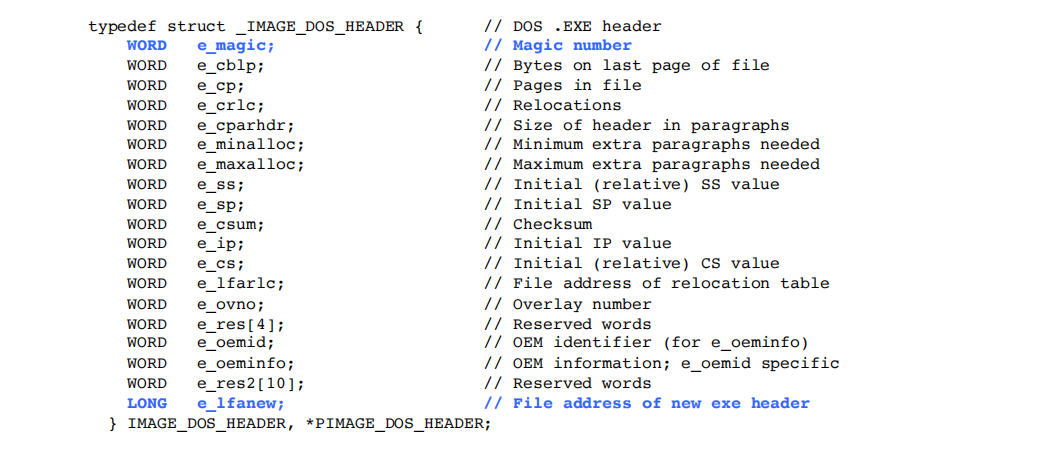 typedef struct _IMAGE_DOS_HEADER { // DOS .EXE header
WORD e_magic; // Magic number
WORD e_cblp; // Bytes on last page of file
WORD e_cp; // Pages in file
WORD e_crlc; // Relocations
WORD e_cparhdr; // Size of header in paragraphs
WORD e_minalloc; // Minimum extra paragraphs needed
WORD e_maxalloc; // Maximum extra paragraphs needed
WORD e_ss; // Initial (relative) SS value
WORD e_sp; // Initial SP value
WORD e_csum; // Checksum
WORD e_ip; // Initial IP value
WORD e_cs; // Initial (relative) CS value
WORD e_lfarlc; // File address of relocation table
WORD e_ovno; // Overlay number
WORD e_res[4]; // Reserved words
WORD e_oemid; // OEM identifier (for e_oeminfo)
WORD e_oeminfo; // OEM information; e_oemid specific
WORD e_res2[10]; // Reserved words
LONG e_lfanew; // File address of new exe header
} IMAGE_DOS_HEADER, *PIMAGE_DOS_HEADER;